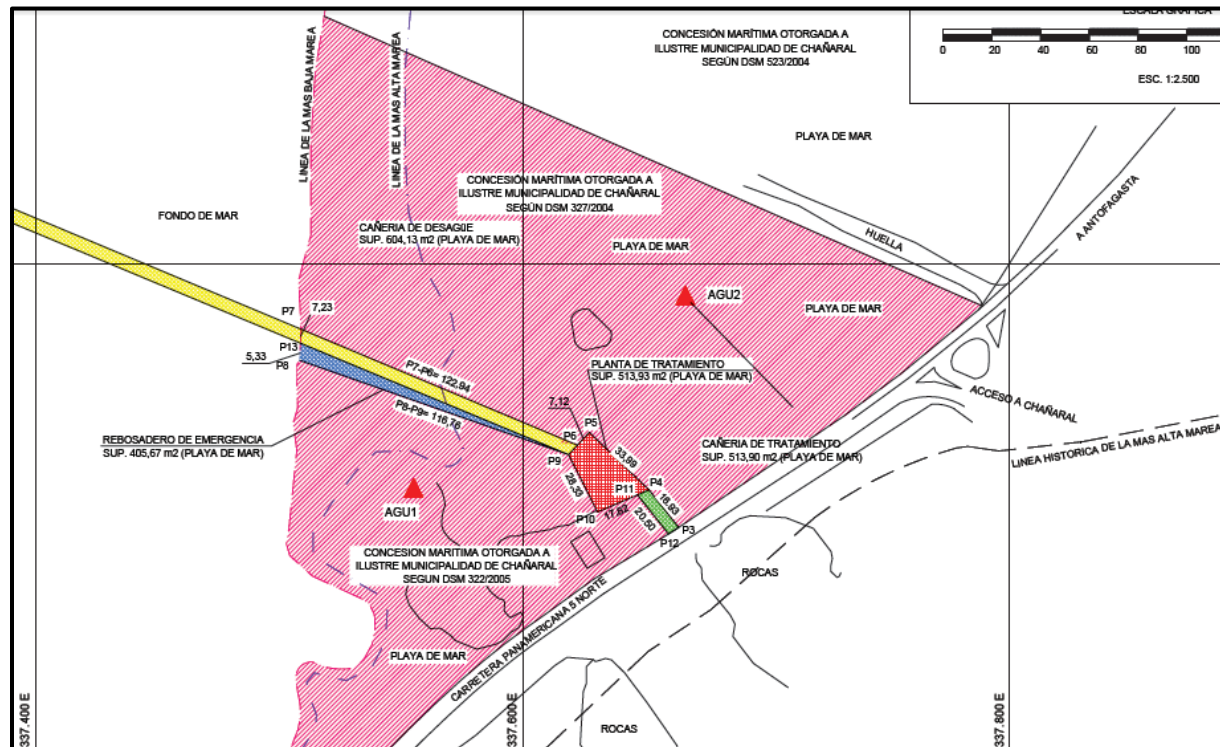 ESCALA GRAFICA
0 20 40 60 80 100
ESC. 1:2.500
CONCESIÓN MARÍTIMA OTORGADA A
ILUSTRE MUNICIPALIDAD DE CHAÑARAL
SEGÚN DSM 523/2004
LINEA DE LA MAS BAJA MAREA
LINEA DE LA MAS ALTA MAREA
PLAYA DE MAR
CONCESIÓN MARÍTIMA OTORGADA A
ILUSTRE MUNICIPALIDAD DE CHAÑARAL
SEGÚN DSM 327/2004
FONDO DE MAR
CAÑERIA DE DESAGÜE
SUP. 604,13 m2 (PLAYA DE MAR)
PLAYA DE MAR
HUELLA
A ANTOFAGASTA
AGU2
PLAYA DE MAR
P7
7,23
P13
5,33
P8
P7-P6= 122,94
P8-P9= 116,76
PLANTA DE TRATAMIENTO
SUP. 513,93 m2 (PLAYA DE MAR)
ACCESO A CHAÑARAL
7,12
P5
P6
REBOSADERO DE EMERGENCIA
SUP. 405,67 m2 (PLAYA DE MAR)
CAÑERIA DE TRATAMIENTO
SUP. 513,90 m2 (PLAYA DE MAR)
LINEA HISTORICA DE LA MAS ALTA MAREA
P9
33,99
28,33
P11
P4
16,93
AGU1
P10
17,62
20,50
P3
P12
CONCESION MARITIMA OTORGADA A
ILUSTRE MUNICIPALIDAD DE CHAÑARAL
SEGUN DSM 322/2005
ROCAS
CARRETERA PANAMERICANA 5 NORTE
PLAYA DE MAR
ROCAS
337.400 E
337.600 E
337.800 E